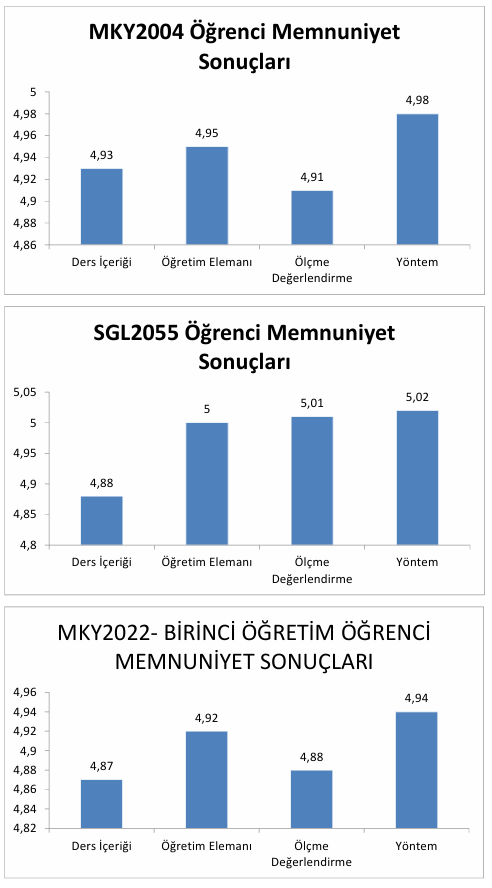 MKY2004 Öğrenci Memnuniyet
Sonuçları
5
4,98
4,96
4,94
4,92
4,9
4,88
4,86
4,93
4,95
4,91
4,98
Ders İçeriği
Öğretim Elemanı
Ölçme
Değerlendirme
Yöntem
SGL2055 Öğrenci Memnuniyet
Sonuçları
5,05
5
4,95
4,9
4,85
4,8
4,88
5
5,01
5,02
Ders İçeriği
Öğretim Elemanı
Ölçme
Değerlendirme
Yöntem
MKY2022- BİRİNCİ ÖĞRETİM ÖĞRENCİ
MEMNUNİYET SONUÇLARI
4,96
4,94
4,92
4,9
4,88
4,86
4,84
4,82
4,87
4,92
4,88
4,94
Ders İçeriği
Öğretim Elemanı
Ölçme
Değerlendirme
Yöntem